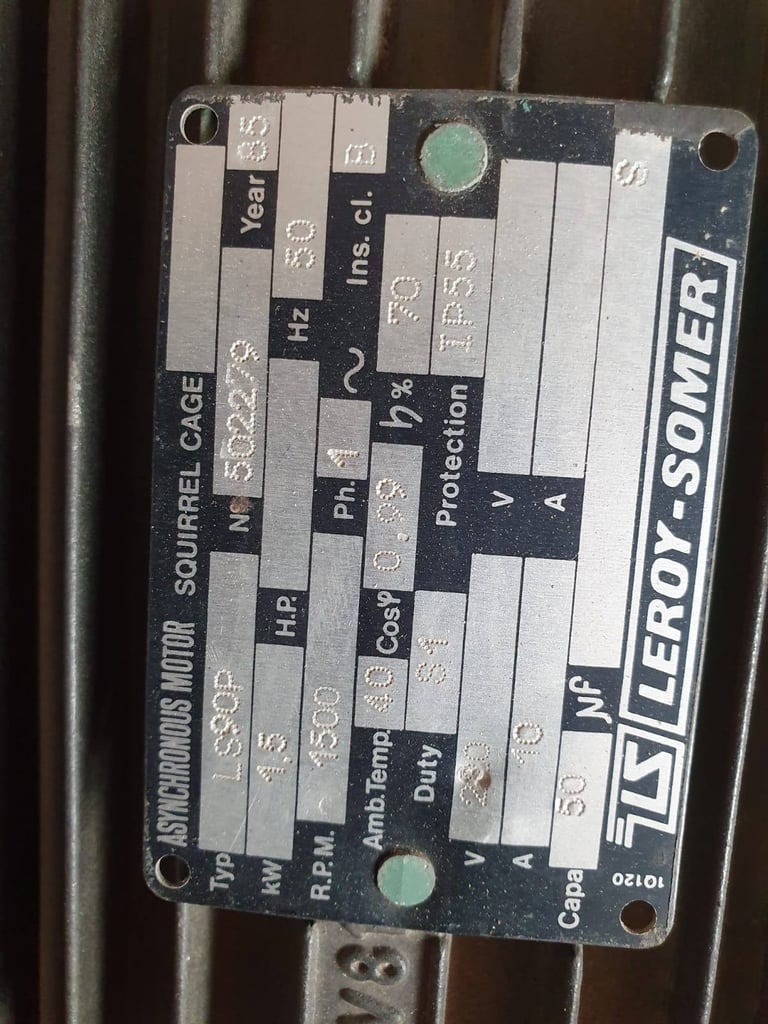 ASYNCHRONOUS MOTOR SQUIRREL CAGE
Typ LS90P N° 502279 Year 85
kW 1,5 H.P. Hz 50
R.P.M. 1500 Ph. 1 ~ Ins. cl. B
Amb.Temp. 40 Cosφ 0.99 η% 70
Duty S1 Protection IP55
V 230 V
A 10 A
Capa 50 µf S
LS LEROY-SOMER
1Q120
V8